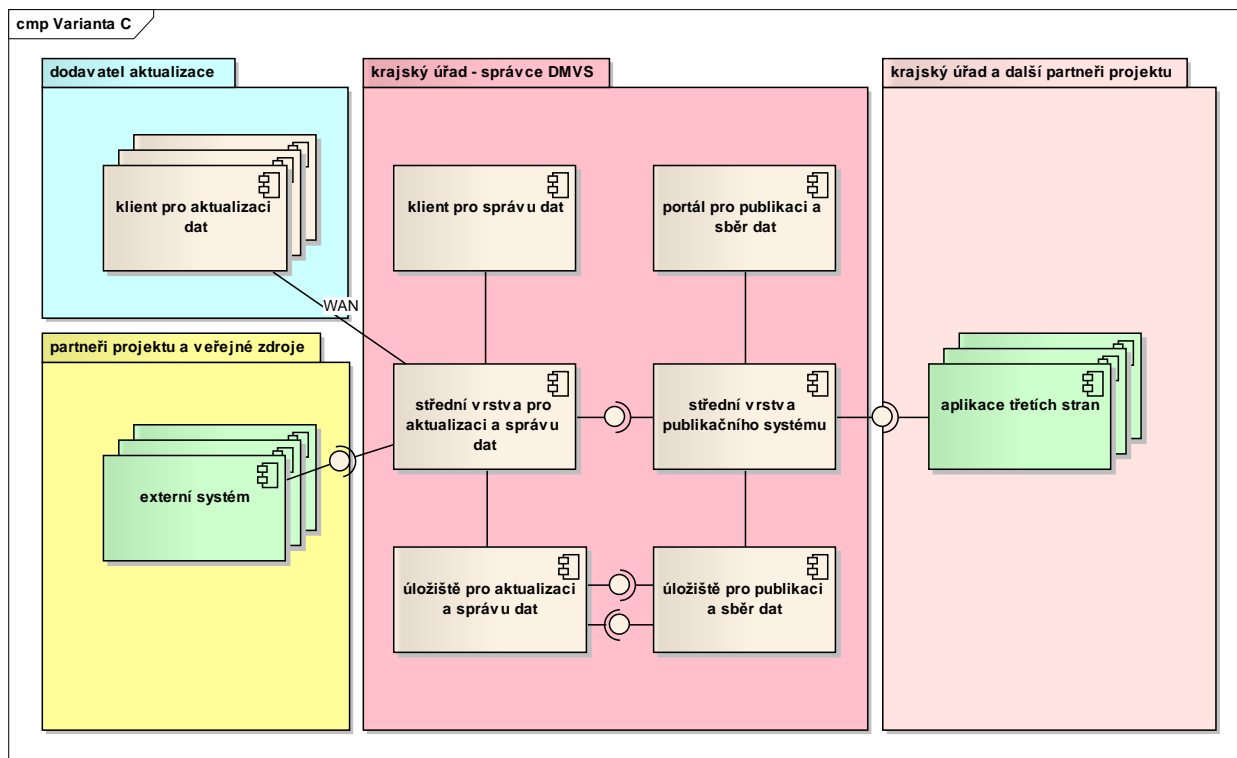 cmp Varianta C
dodavatel aktualizace
klient pro aktualizaci
dat
WAN
partneři projektu a veřejné zdroje
externí systém
krajský úřad - správce DMVS
klient pro správu dat
portál pro publikaci a
sběr dat
střední vrstva pro
aktualizaci a správu
dat
střední vrstva
publikačního systému
úložiště pro aktualizaci
a správu dat
úložiště pro publikaci
a sběr dat
krajský úřad a další partneři projektu
aplikace třetích stran